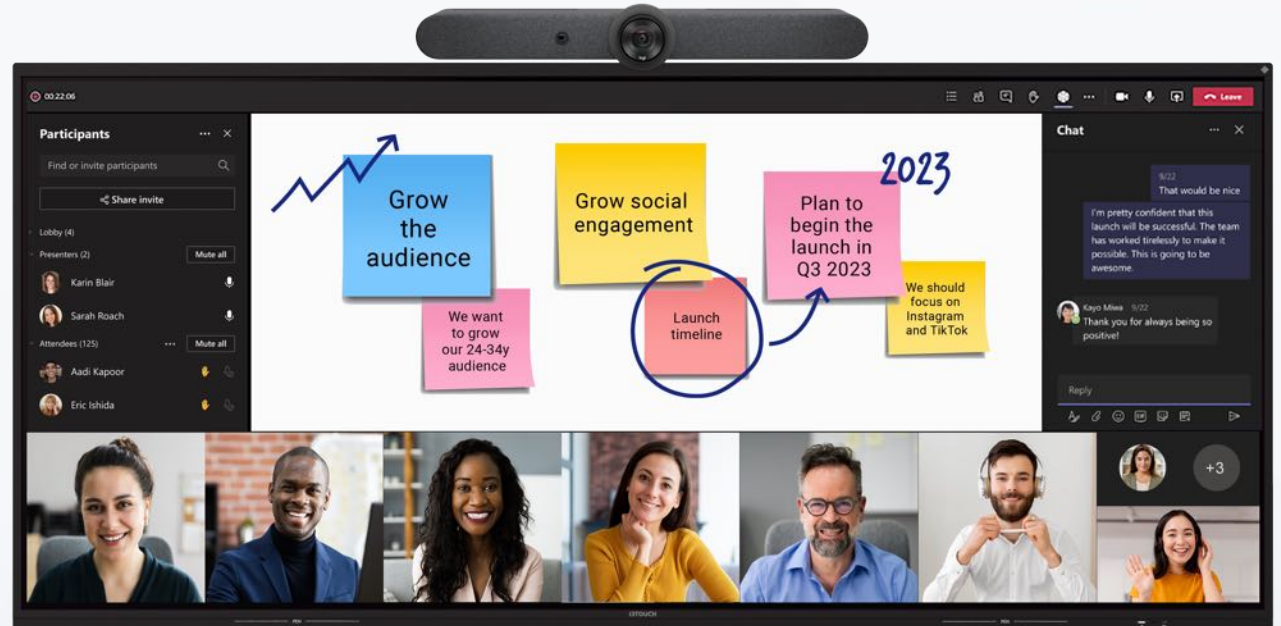 00:22:06
Leave
Participants
Find or invite participants
Share invite
Lobby (4)
Presenters (2)
Mute all
Karin Blair
Sarah Roach
Attendees (125)
Mute all
Aadi Kapoor
Eric Ishida
Grow
the
audience
We want
to grow
our 24-34y
audience
Grow social
engagement
Launch
timeline
2023
Plan to
begin the
launch in
Q3 2023
We should
focus on
Instagram
and TikTok
Chat
9/22
That would be nice
I'm pretty confident that this
launch will be successful. The team
has worked tirelessly to make it
possible. This is going to be
awesome.
Kayo Miwa 9/22
Thank you for always being so
positive!
Reply
GIF
+3
i3TOUCH
PEN
PEN